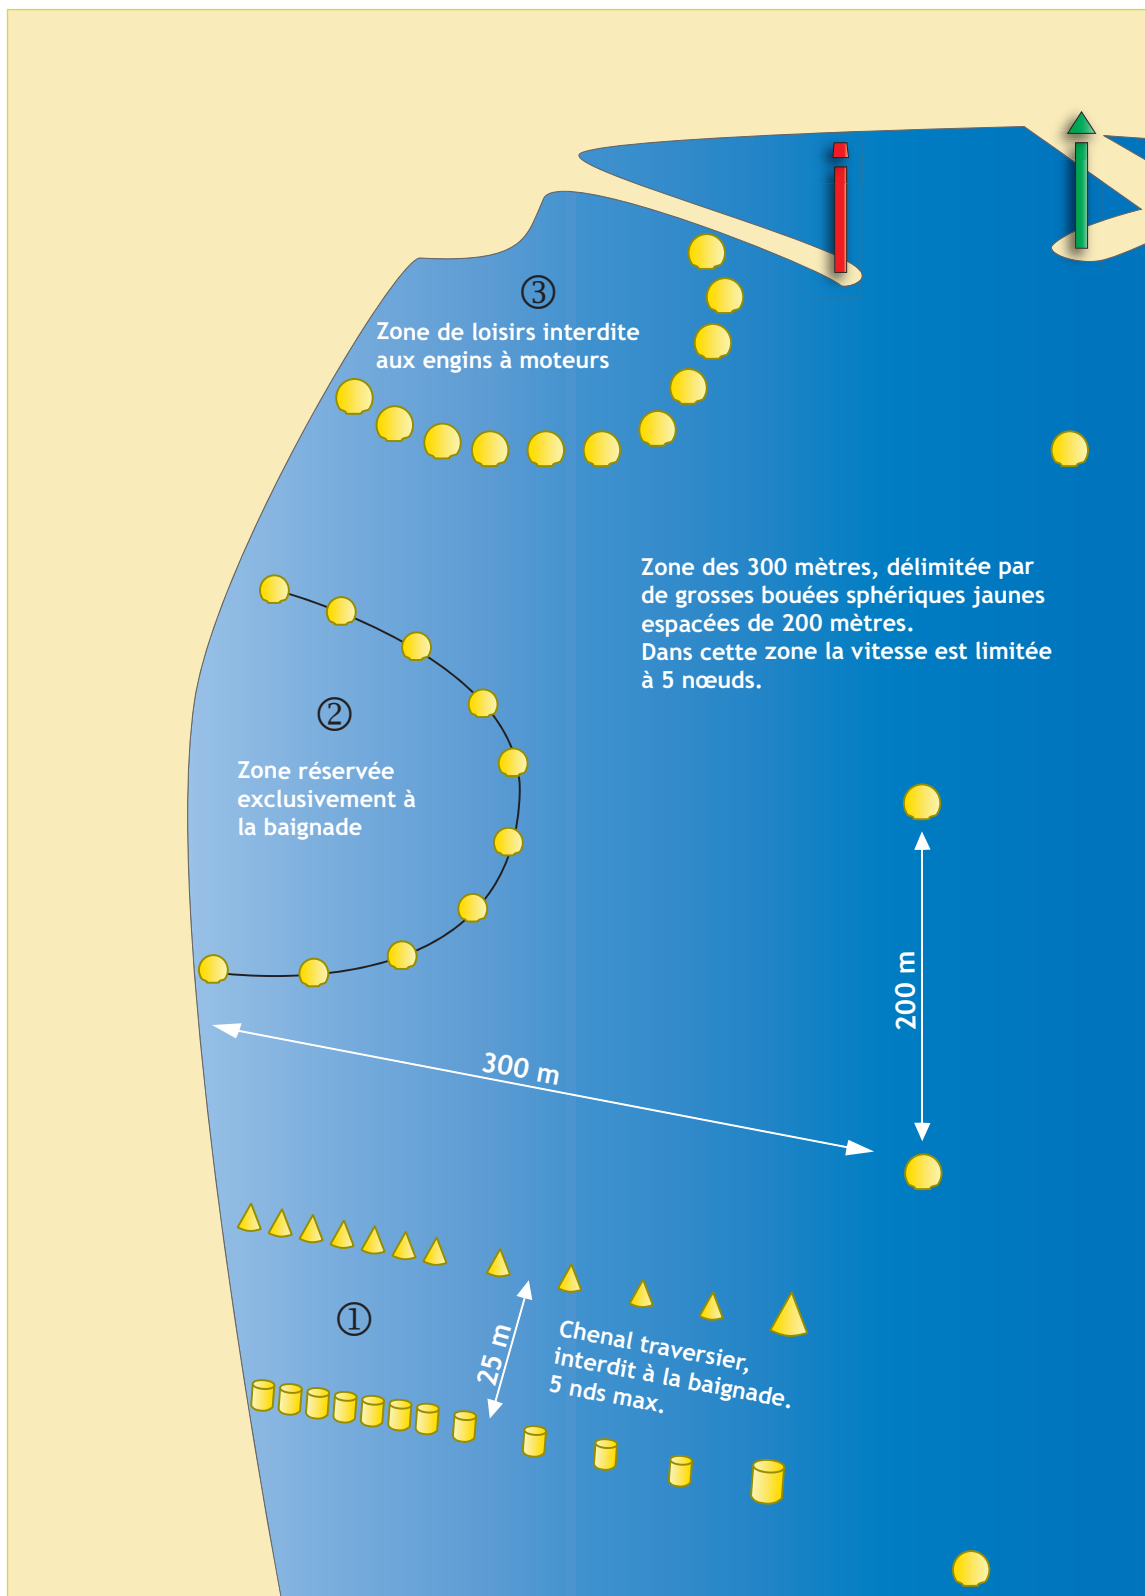 ③
Zone de loisirs interdite
aux engins à moteurs
Zone des 300 mètres, délimitée par
de grosses bouées sphériques jaunes
espacées de 200 mètres.
Dans cette zone la vitesse est limitée
à 5 nœuds.
②
Zone réservée
exclusivement à
la baignade
200 m
300 m
①
25 m
Chenal traversier,
interdit à la baignade.
5 nds max.